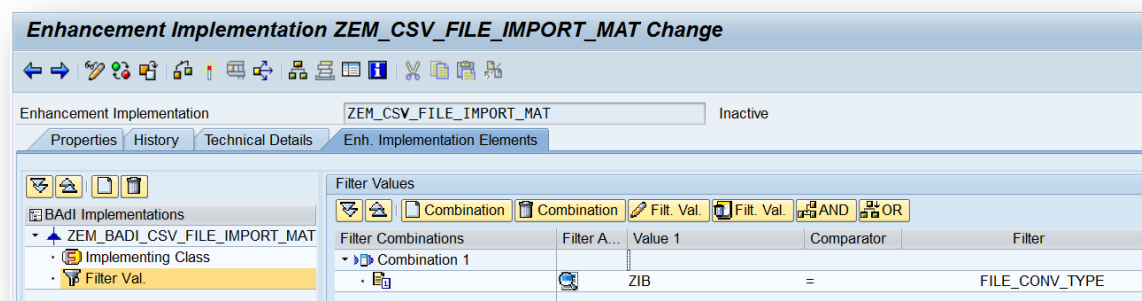 Enhancement Implementation ZEM_CSV_FILE_IMPORT_MAT Change
Enhancement Implementation ZEM_CSV_FILE_IMPORT_MAT Inactive
Properties History Technical Details Enh. Implementation Elements
Filter Values
Combination Combination Filt. Val. Filt. Val. AND OR
BAdI Implementations
ZEM_BADI_CSV_FILE_IMPORT_MAT
Implementing Class
Filter Val.
Filter Combinations Filter A... Value 1 Comparator Filter
Combination 1
ZIB = FILE_CONV_TYPE